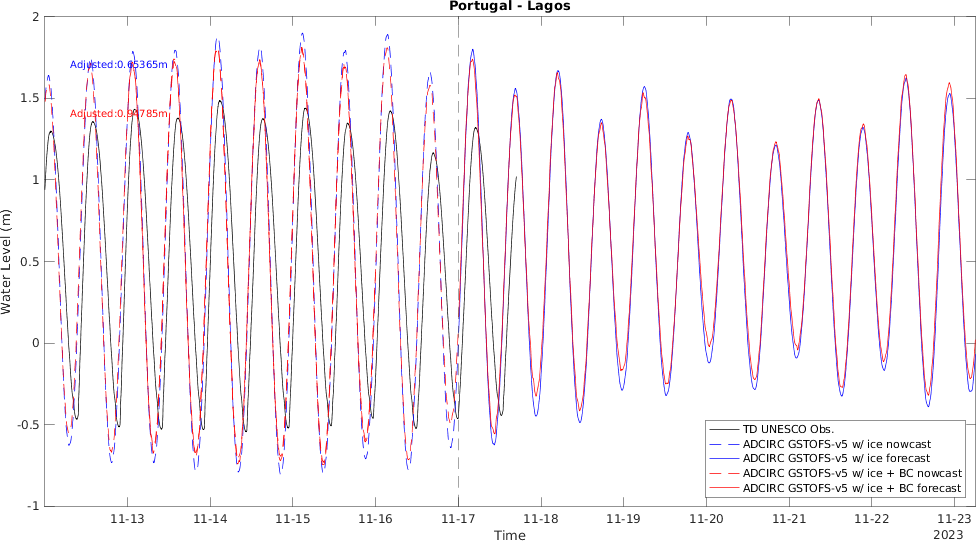 Portugal - Lagos
2
1.5
1
0.5
0
-0.5
-1
Water Level (m)
Adjusted:0.65365m
Adjusted:0.94785m
TD UNESCO Obs.
ADCIRC GSTOFS-v5 w/ ice nowcast
ADCIRC GSTOFS-v5 w/ ice forecast
ADCIRC GSTOFS-v5 w/ ice + BC nowcast
ADCIRC GSTOFS-v5 w/ ice + BC forecast
11-13 11-14 11-15 11-16 11-17 11-18 11-19 11-20 11-21 11-22 11-23
Time
2023